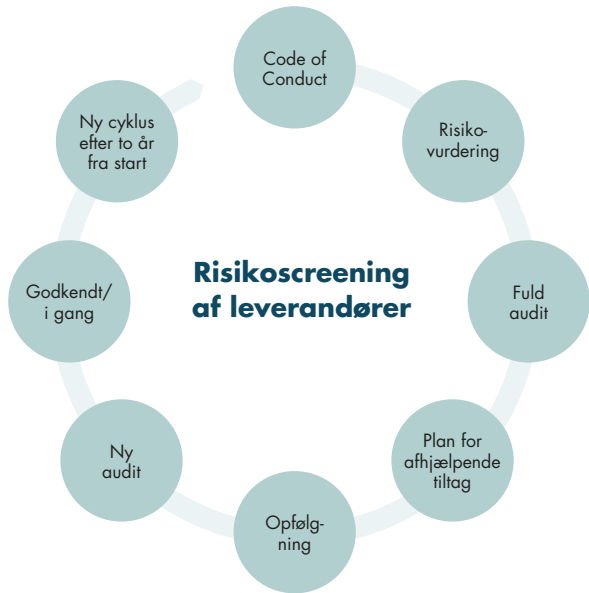 Risikoscreening
af leverandører
Code of
Conduct
Risiko-
vurdering
Fuld
audit
Plan for
afhjælpende
tiltag
Opfølg-
ning
Ny
audit
Godkendt/
i gang
Ny cyklus
efter to år
fra start